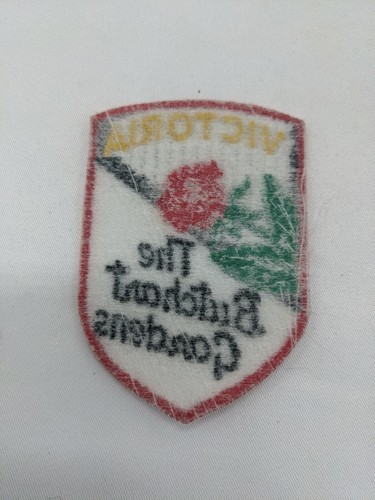 VICTORIA
The
Butchart
Gardens